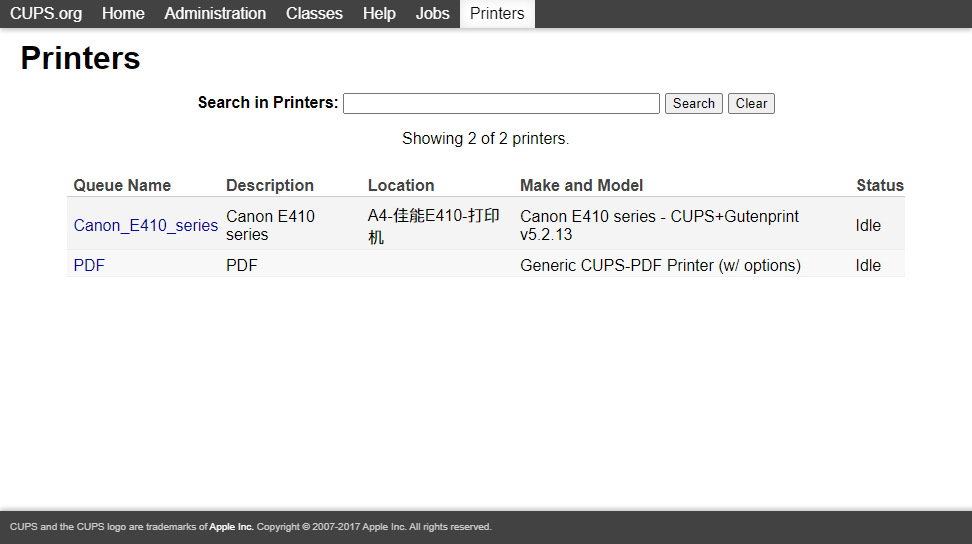 CUPS.org Home Administration Classes Help Jobs Printers
Printers
Search in Printers: Search Clear
Showing 2 of 2 printers.
Queue Name Description Location Make and Model Status
Canon_E410_series Canon E410 series A4-佳能E410-打印机 Canon E410 series - CUPS+Gutenprint v5.2.13 Idle
PDF PDF Generic CUPS-PDF Printer (w/ options) Idle
CUPS and the CUPS logo are trademarks of Apple Inc. Copyright © 2007-2017 Apple Inc. All rights reserved.